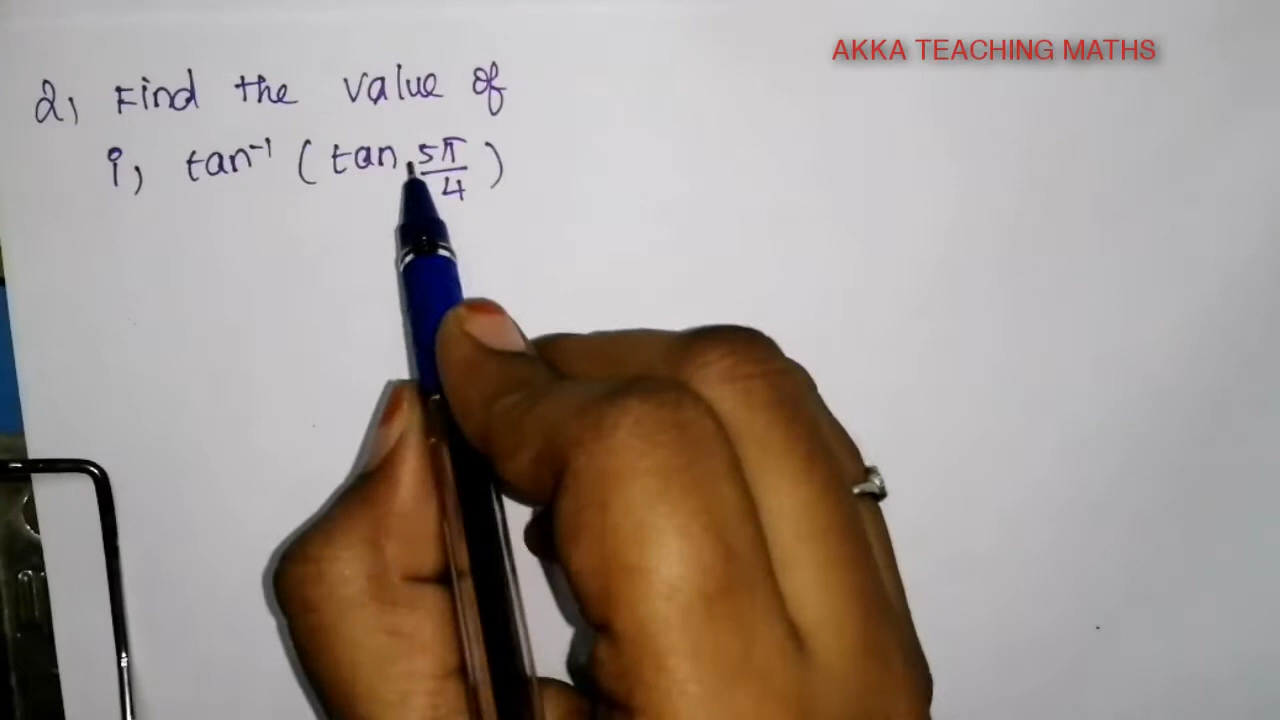 AKKA TEACHING MATHS
2, Find the value of
i, tan⁻¹ (tan 5π/4)